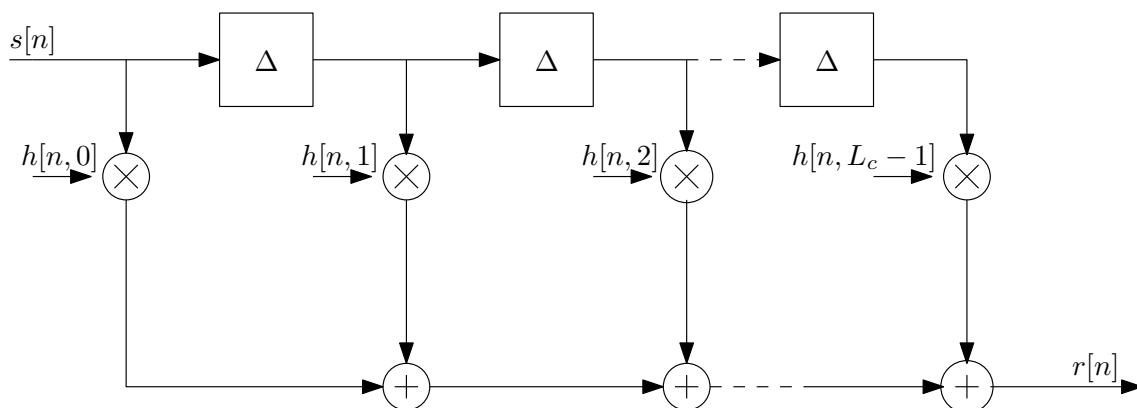 s[n]
Δ Δ Δ
h[n, 0] h[n, 1] h[n, 2] h[n, L_c − 1]
× × × ×
+ + +
r[n]